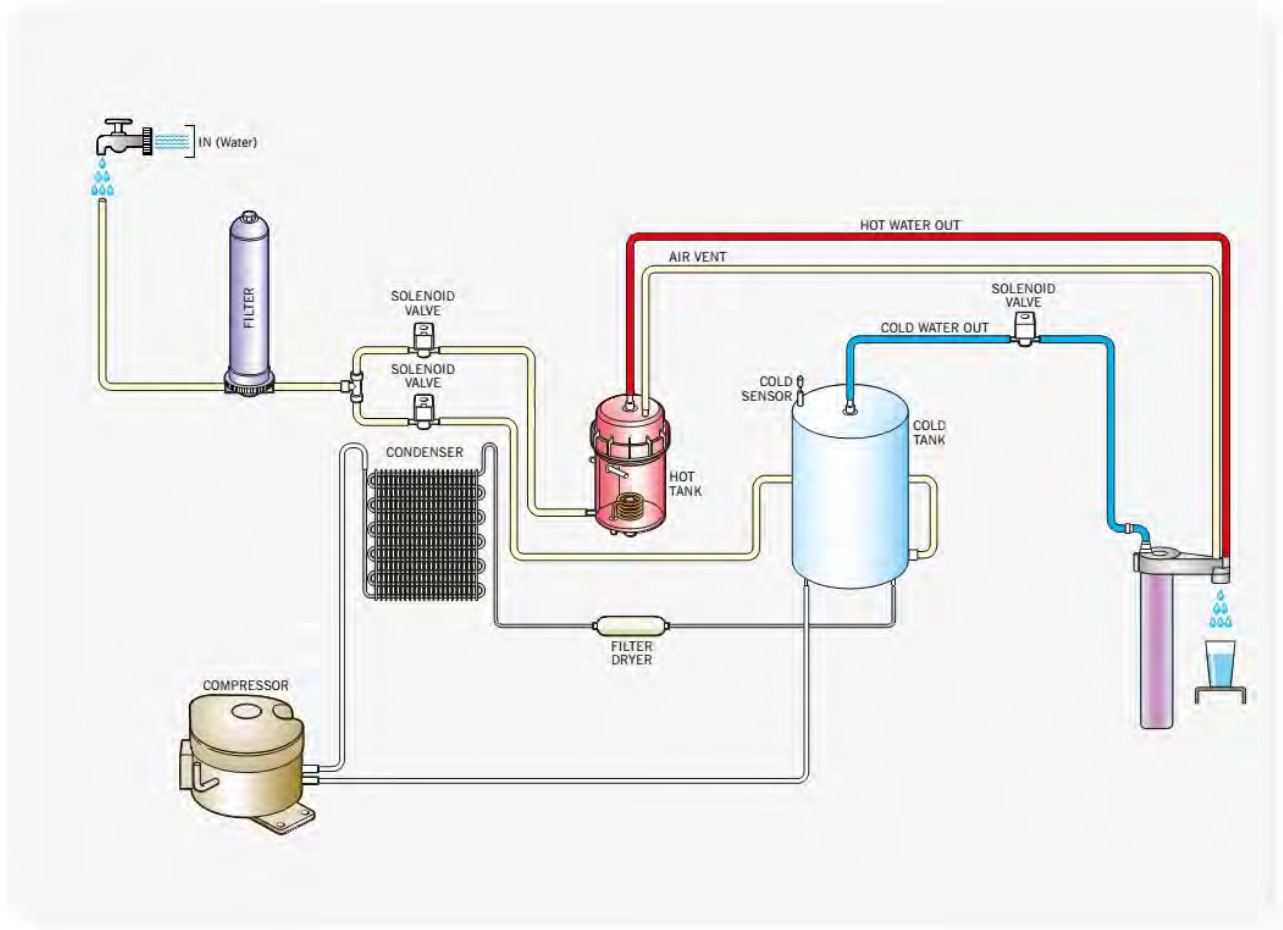 IN (Water)
FILTER
HOT WATER OUT
AIR VENT
SOLENOID
VALVE
SOLENOID
VALVE
SOLENOID
VALVE
COLD WATER OUT
COLD
SENSOR
COLD
TANK
CONDENSER
HOT
TANK
FILTER
DRYER
COMPRESSOR